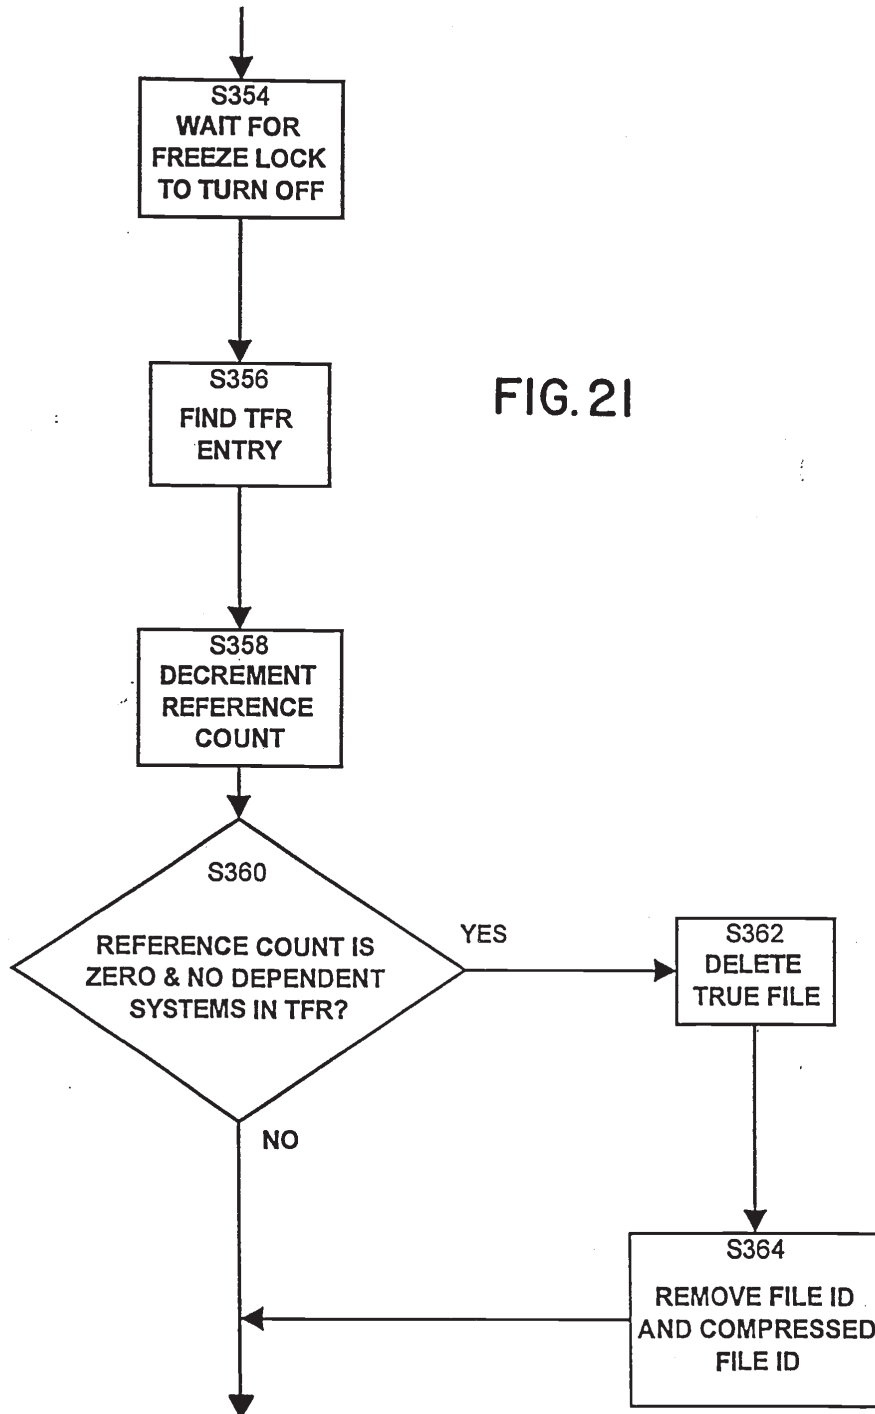 S354
WAIT FOR
FREEZE LOCK
TO TURN OFF
S356
FIND TFR
ENTRY
FIG. 21
S358
DECREMENT
REFERENCE
COUNT
S360
REFERENCE COUNT IS
ZERO & NO DEPENDENT
SYSTEMS IN TFR?
YES
S362
DELETE
TRUE FILE
NO
S364
REMOVE FILE ID
AND COMPRESSED
FILE ID